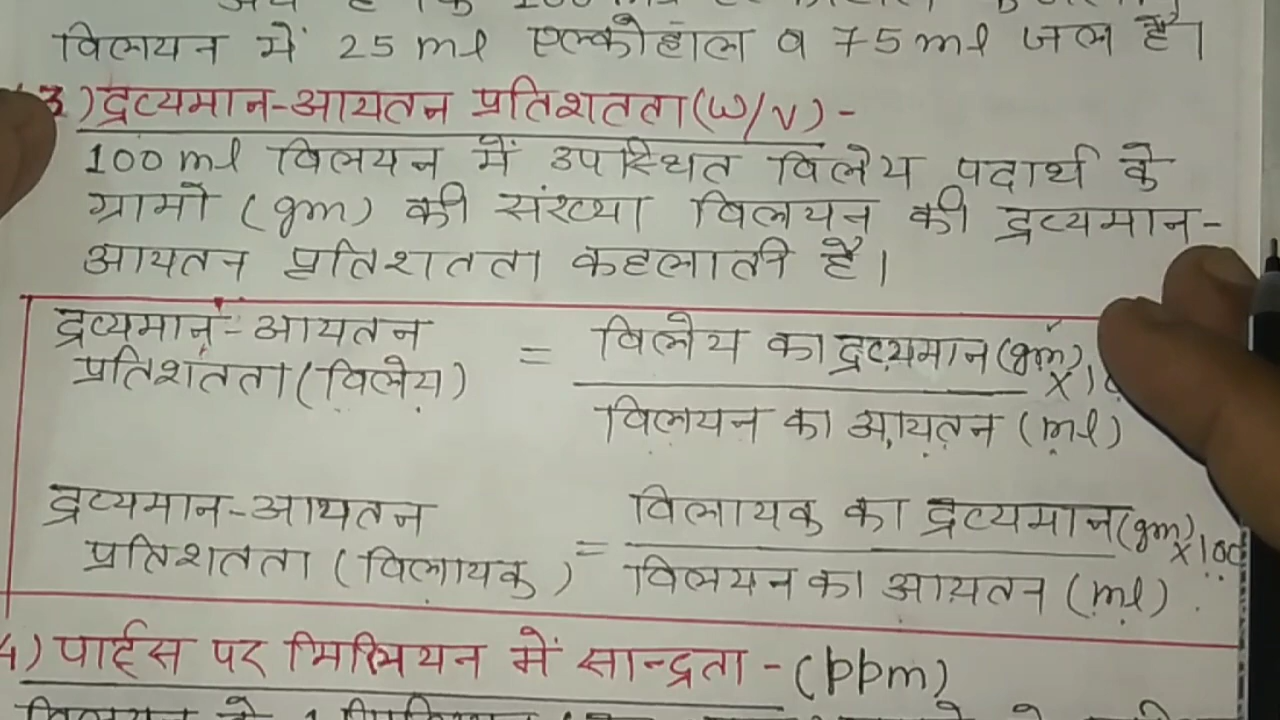 विलयन में 25 ml एल्कोहॉल व 75 ml जल है।
3) द्रव्यमान-आयतन प्रतिशतता (W/V) -
100 ml विलयन में उपस्थित विलेय पदार्थ के
ग्रामो (gm) की संख्या विलयन की द्रव्यमान-
आयतन प्रतिशतता कहलाती है।
द्रव्यमान-आयतन प्रतिशतता (विलेय) = विलेय का द्रव्यमान (gm) / विलयन का आयतन (ml) ×
द्रव्यमान-आयतन प्रतिशतता (विलायक) = विलायक का द्रव्यमान (gm) / विलयन का आयतन (ml) × 100
4) पार्ट्स पर मिलियन में सान्द्रता - (ppm)